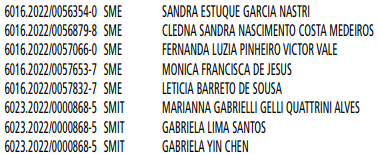 6016.2022/0056354-0 SME SANDRA ESTUQUE GARCIA NASTRI
6016.2022/0056879-8 SME CLEDNA SANDRA NASCIMENTO COSTA MEDEIROS
6016.2022/0057066-0 SME FERNANDA LUZIA PINHEIRO VICTOR VALE
6016.2022/0057653-7 SME MONICA FRANCISCA DE JESUS
6016.2022/0057832-7 SME LETICIA BARRETO DE SOUSA
6023.2022/0000868-5 SMIT MARIANNA GABRIELLI GELLI QUATTRINI ALVES
6023.2022/0000868-5 SMIT GABRIELA LIMA SANTOS
6023.2022/0000868-5 SMIT GABRIELA YIN CHEN